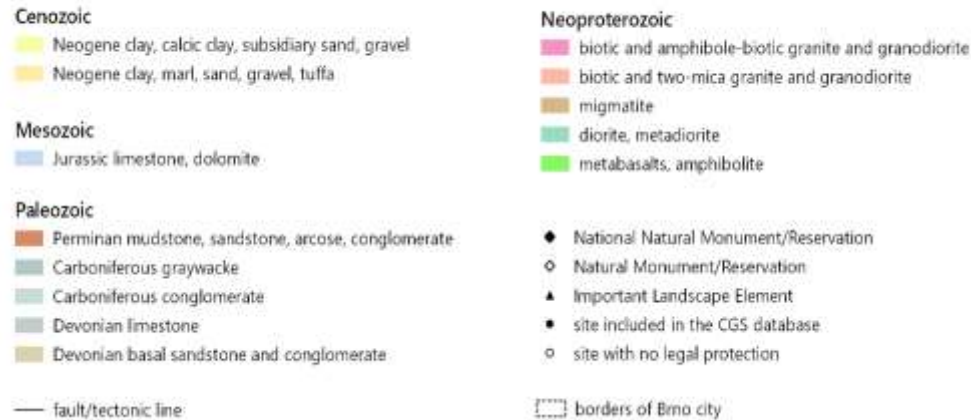 Cenozoic
Neogene clay, calcic clay, subsidiary sand, gravel
Neogene clay, marl, sand, gravel, tuffa
Mesozoic
Jurassic limestone, dolomite
Paleozoic
Perminan mudstone, sandstone, arcose, conglomerate
Carboniferous graywacke
Carboniferous conglomerate
Devonian limestone
Devonian basal sandstone and conglomerate
fault/tectonic line
Neoproterozoic
biotic and amphibole-biotic granite and granodiorite
biotic and two-mica granite and granodiorite
migmatite
diorite, metadiorite
metabasalts, amphibolite
National Natural Monument/Reservation
Natural Monument/Reservation
Important Landscape Element
site included in the CGS database
site with no legal protection
borders of Brno city